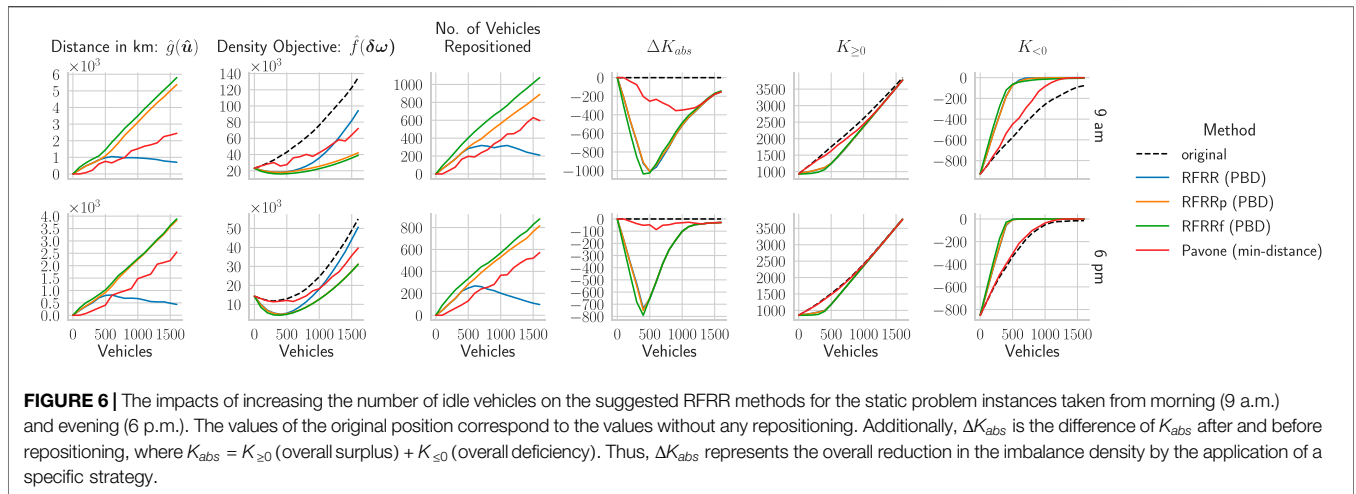 Distance in km: ĝ(û)
Density Objective: f̂(δω)
No. of Vehicles
Repositioned
ΔK_abs
K_≥0
K_<0
×10³
6
5
4
3
2
1
0
×10³
140
120
100
80
60
40
20
1000
800
600
400
200
0
0
−200
−400
−600
−800
−1000
3500
3000
2500
2000
1500
1000
0
−200
−400
−600
−800
9 am
×10³
4.0
3.5
3.0
2.5
2.0
1.5
1.0
0.5
0.0
×10³
50
40
30
20
10
800
600
400
200
0
0
−100
−200
−300
−400
−500
−600
−700
−800
3500
3000
2500
2000
1500
1000
0
−200
−400
−600
−800
6 pm
0 500 1000 1500
Vehicles
0 500 1000 1500
Vehicles
0 500 1000 1500
Vehicles
0 500 1000 1500
Vehicles
0 500 1000 1500
Vehicles
0 500 1000 1500
Vehicles
Method
original
RFRR (PBD)
RFRRp (PBD)
RFRRf (PBD)
Pavone (min-distance)
FIGURE 6 | The impacts of increasing the number of idle vehicles on the suggested RFRR methods for the static problem instances taken from morning (9 a.m.)
and evening (6 p.m.). The values of the original position correspond to the values without any repositioning. Additionally, ΔK_abs is the difference of K_abs after and before
repositioning, where K_abs = K_≥0 (overall surplus) + K_≤0 (overall deficiency). Thus, ΔK_abs represents the overall reduction in the imbalance density by the application of a
specific strategy.